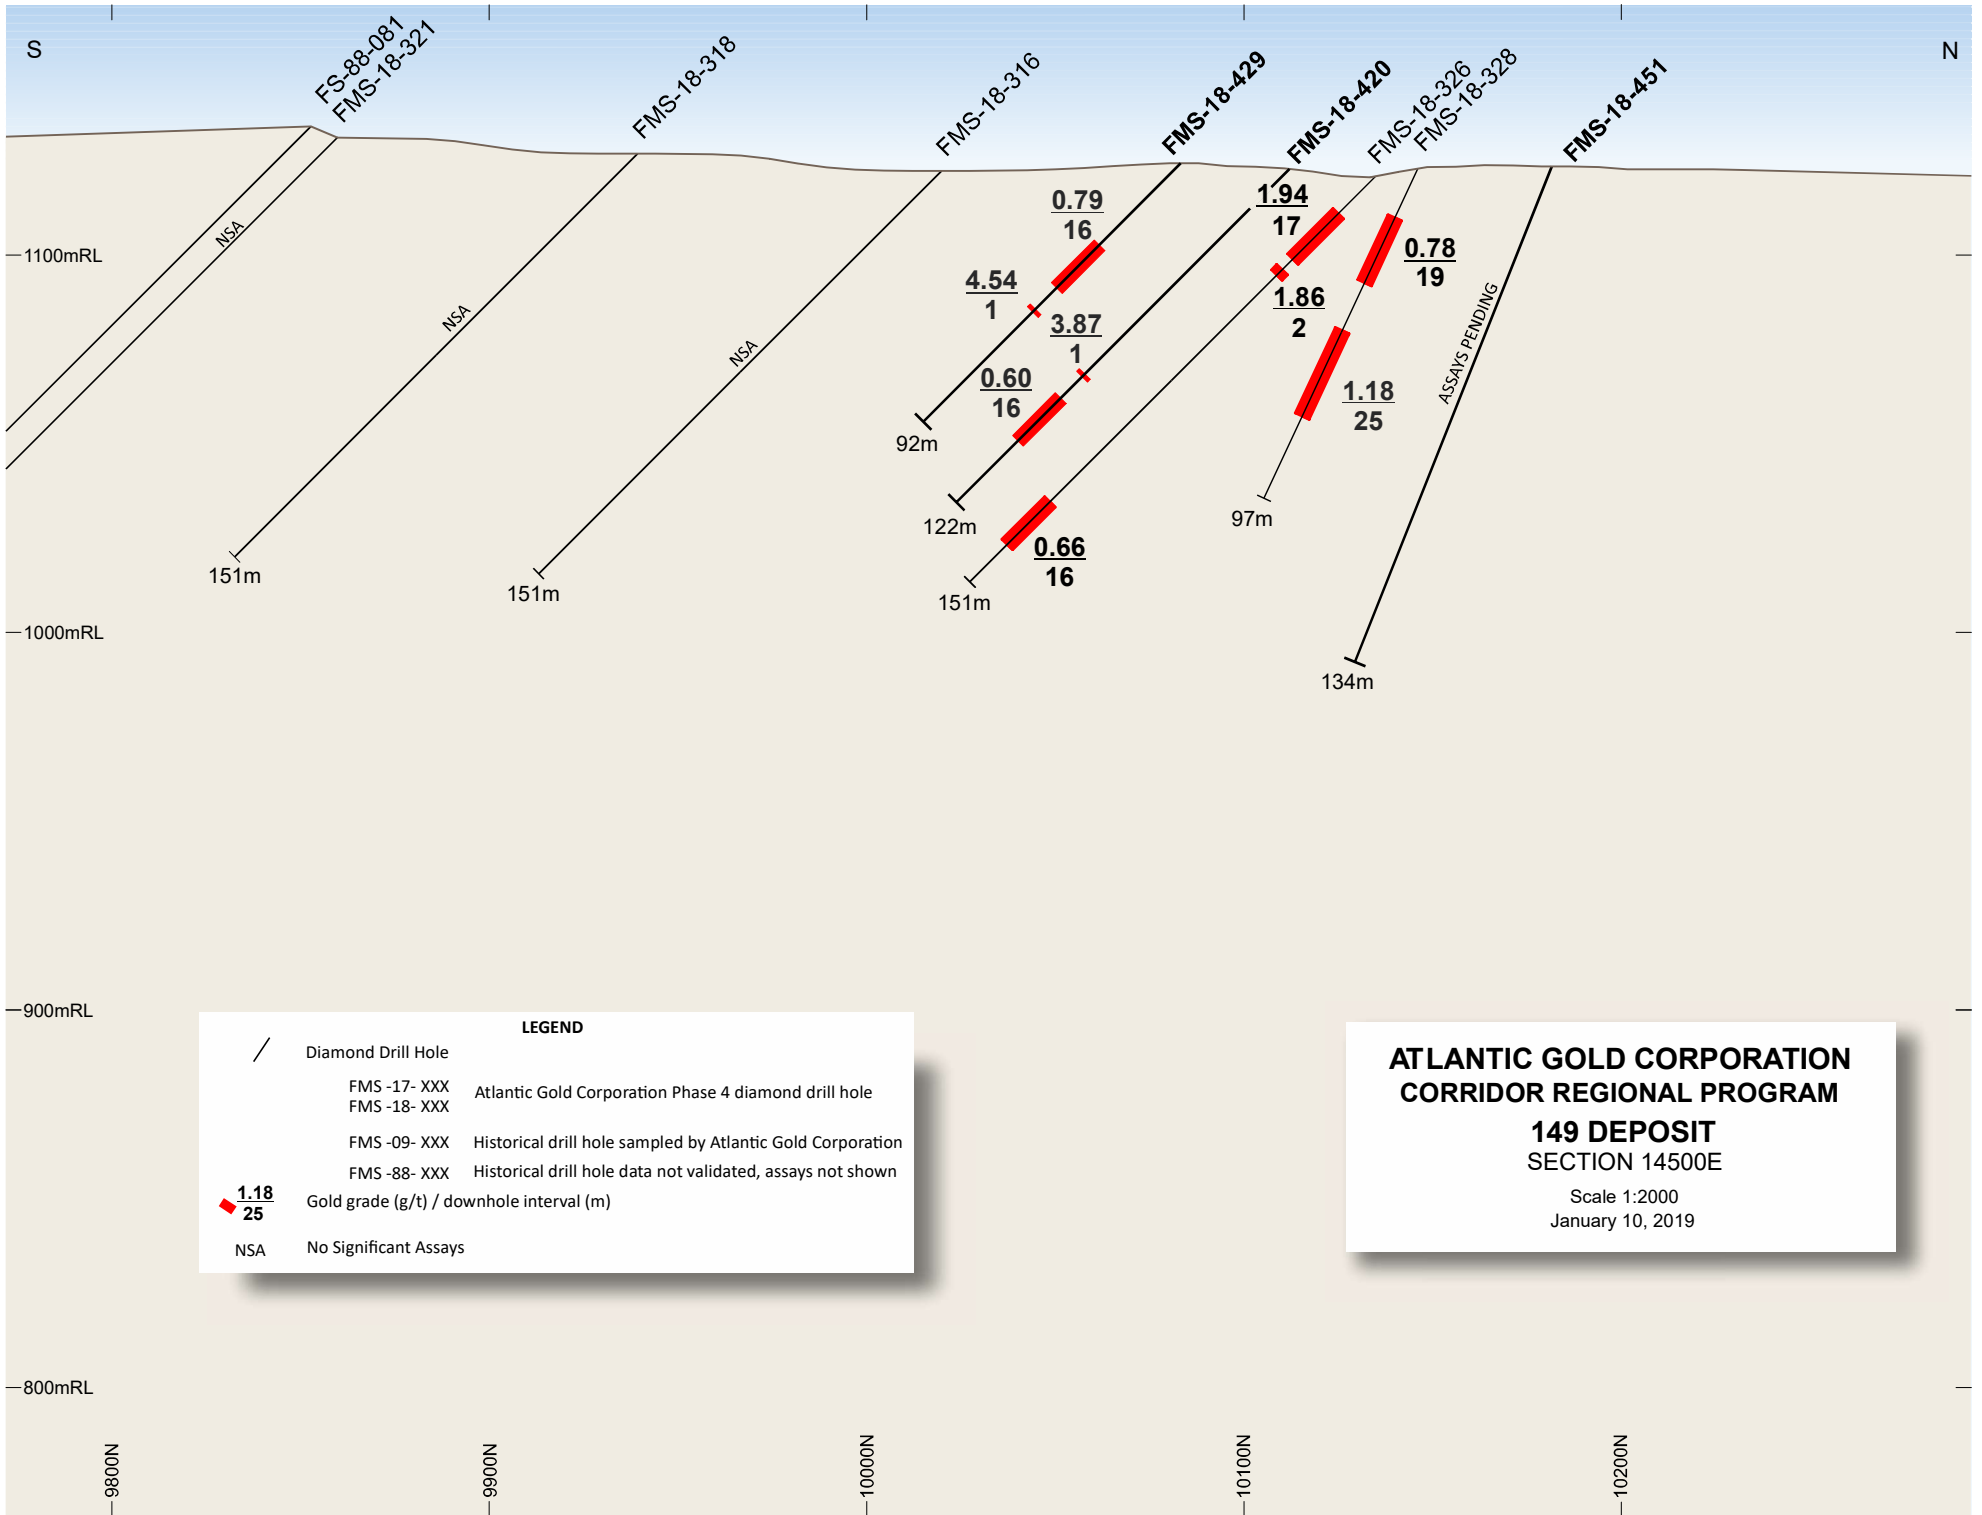 S
N
FS-88-081
FMS-18-321
FMS-18-318
FMS-18-316
FMS-18-429
FMS-18-420
FMS-18-326
FMS-18-328
FMS-18-451
NSA
NSA
NSA
ASSAYS PENDING
0.79
16
4.54
1
3.87
1
0.60
16
1.94
17
1.86
2
0.78
19
1.18
25
0.66
16
92m
122m
151m
151m
151m
97m
134m
1100mRL
1000mRL
900mRL
800mRL
LEGEND
Diamond Drill Hole
FMS -17- XXX
FMS -18- XXX
Atlantic Gold Corporation Phase 4 diamond drill hole
FMS -09- XXX Historical drill hole sampled by Atlantic Gold Corporation
FMS -88- XXX Historical drill hole data not validated, assays not shown
1.18
25
Gold grade (g/t) / downhole interval (m)
NSA No Significant Assays
ATLANTIC GOLD CORPORATION
CORRIDOR REGIONAL PROGRAM
149 DEPOSIT
SECTION 14500E
Scale 1:2000
January 10, 2019
9800N
9900N
10000N
10100N
10200N